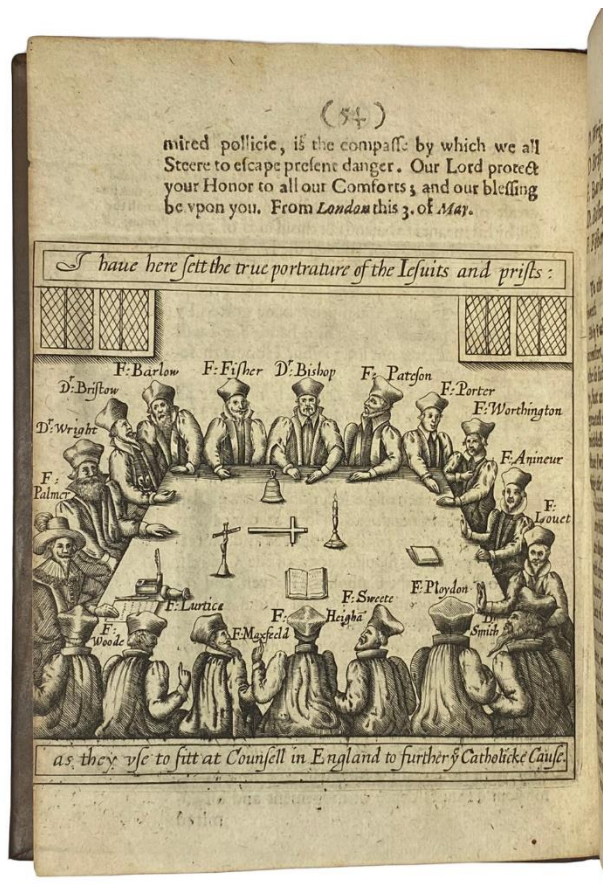 (54)
mired pollicie, is the compasse by which we all
Steere to escape present danger. Our Lord protect
your Honor to all our Comforts; and our blessing
be vpon you. From London this 3. of May.
I haue here sett the true portrature of the Iesuits and prists:
F: Barlow F: Fisher Dr: Bishop F: Pateson
Dr: Bristow F: Porter
F: Worthington
Dr: Wright
F: Anineur
F: Palmer
F: Louet
F: Lurtice F: Sweete F: Ploydon
F: Woode F: Maxfeeld F: Heigha Dr Smith
as they vse to sitt at Counsell in England to further ye Catholicke Cause.